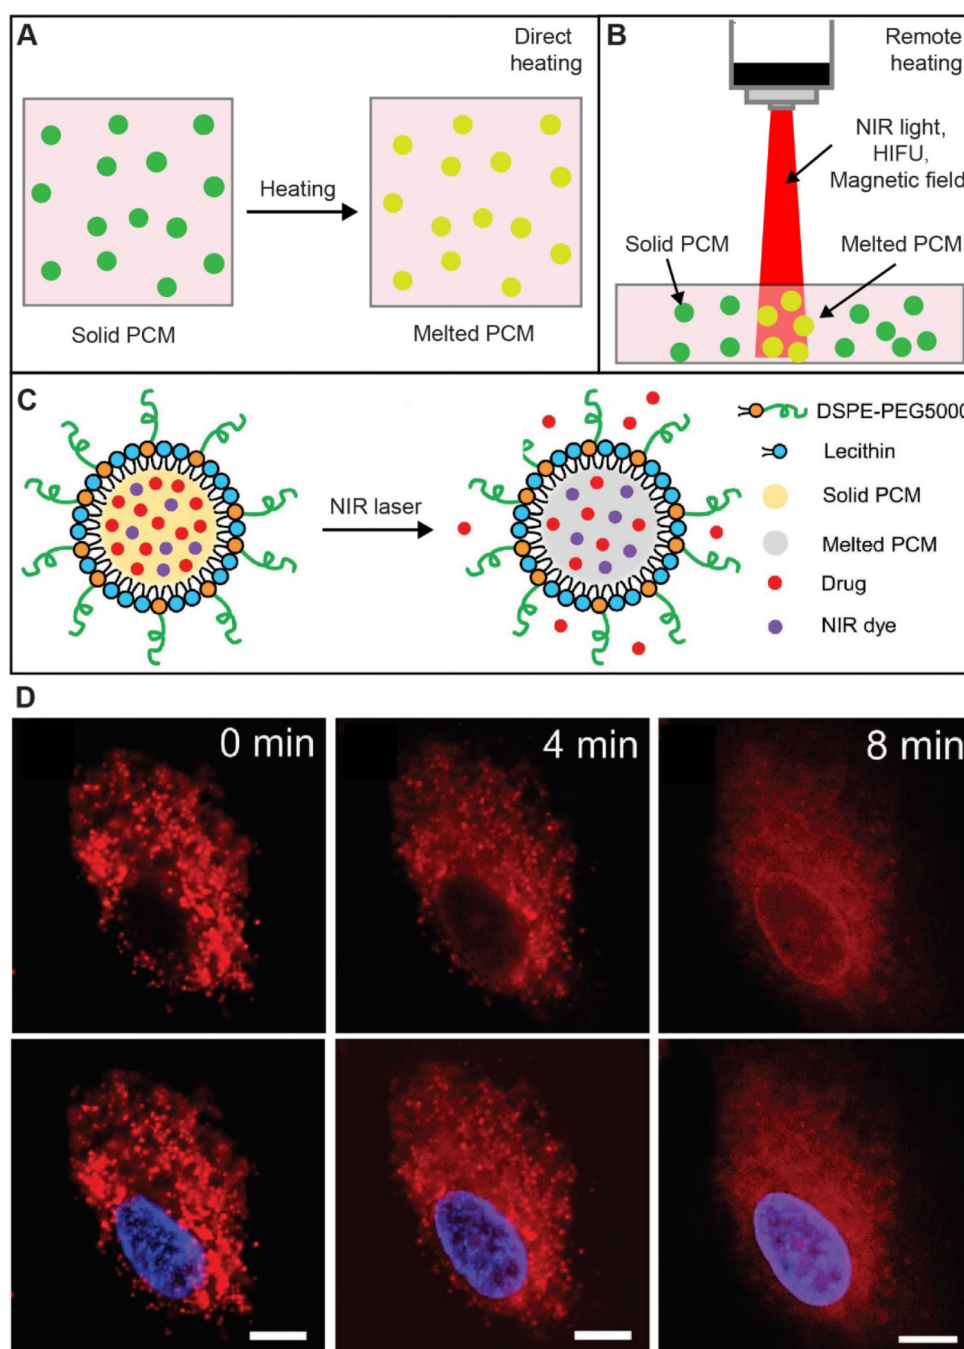 A
Direct
heating
Heating
Solid PCM
Melted PCM
B
Remote
heating
NIR light,
HIFU,
Magnetic field
Solid PCM
Melted PCM
C
NIR laser
DSPE-PEG5000
Lecithin
Solid PCM
Melted PCM
Drug
NIR dye
D
0 min
4 min
8 min